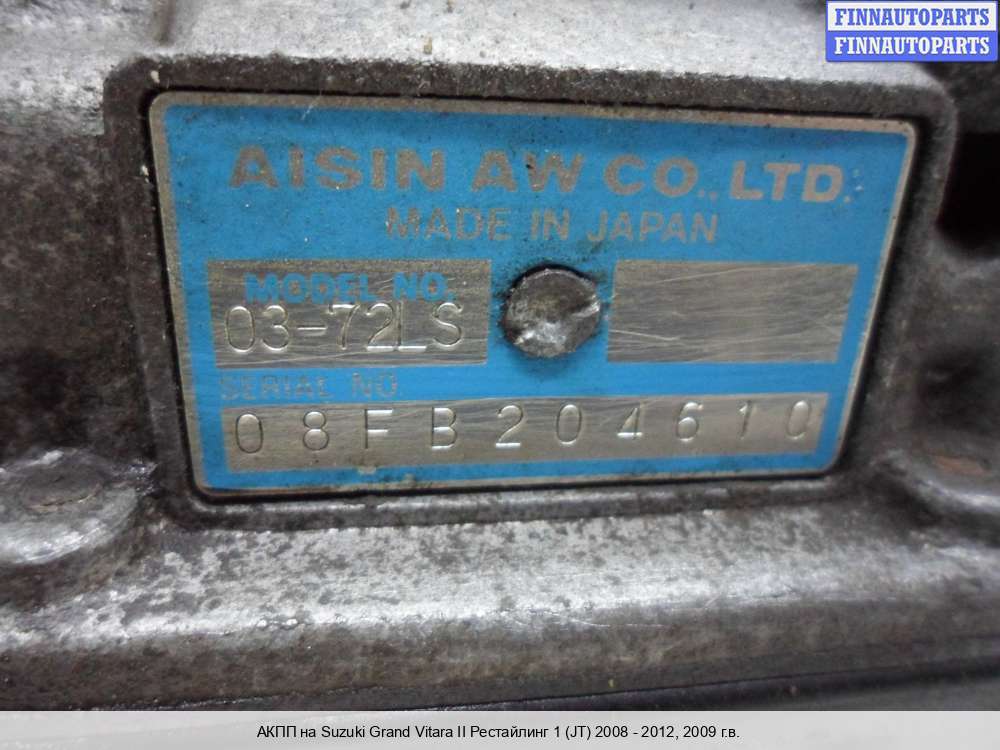 FINNAUTOPARTS
FINNAUTOPARTS
AISIN AW CO., LTD.
MADE IN JAPAN
MODEL NO.
03-72LS
SERIAL NO
08FB204610
АКПП на Suzuki Grand Vitara II Рестайлинг 1 (JT) 2008 - 2012, 2009 г.в.